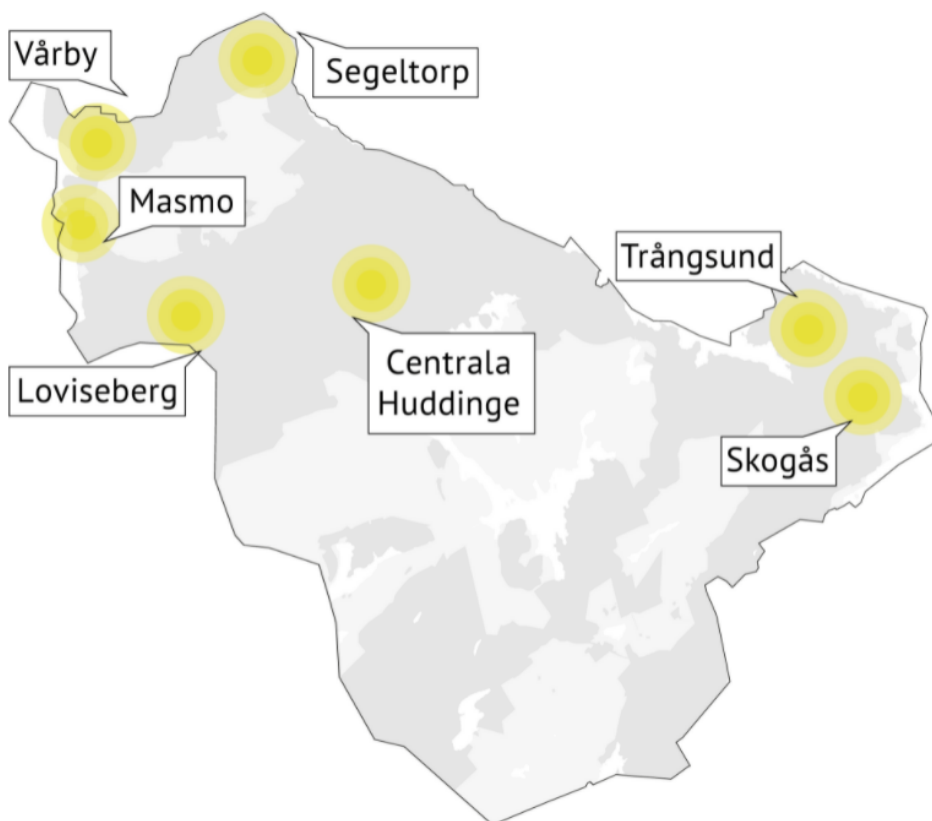 Vårby
Segeltorp
Masmo
Trångsund
Loviseberg
Centrala
Huddinge
Skogås